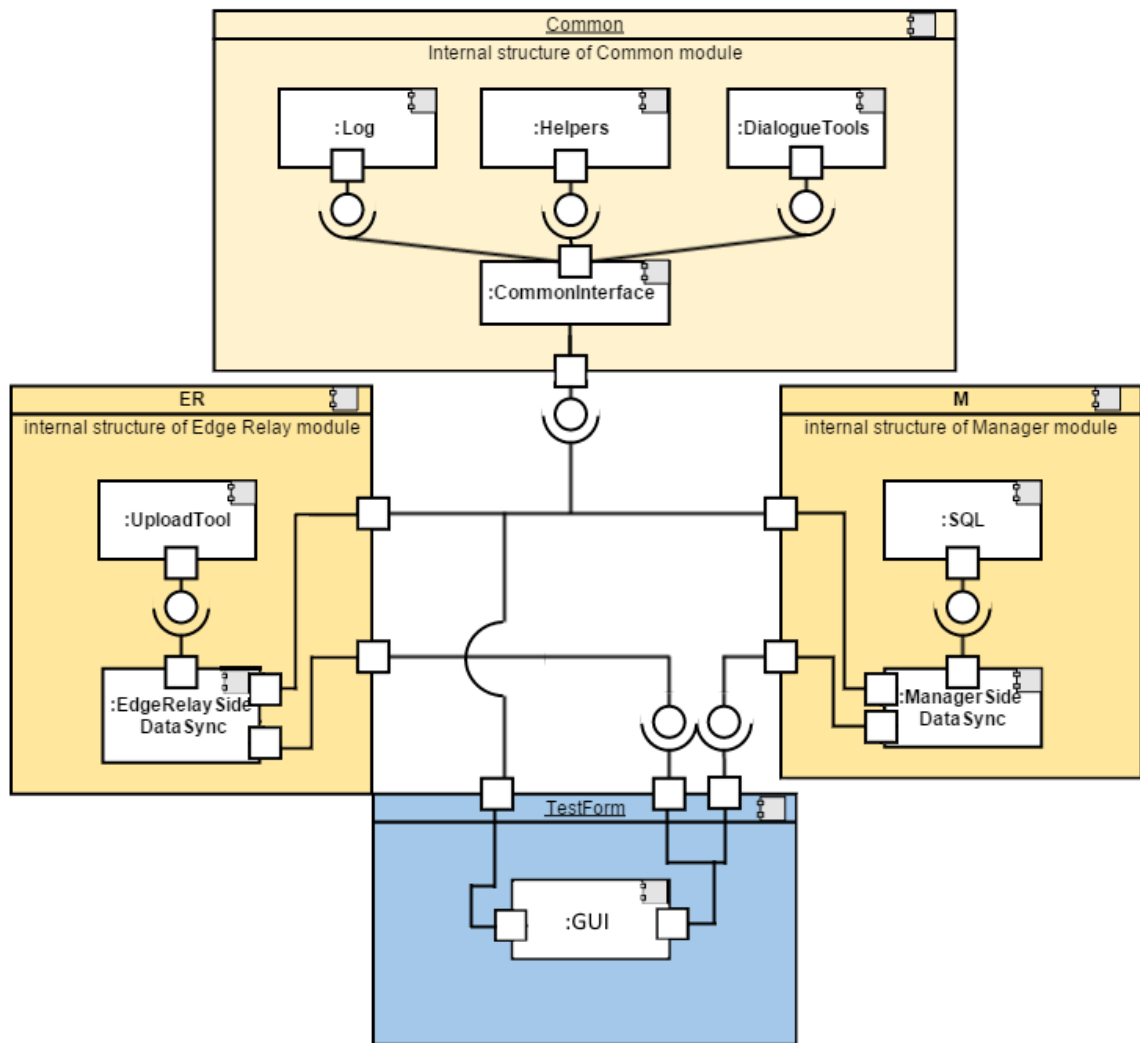 Common
Internal structure of Common module
:Log
:Helpers
:DialogueTools
:CommonInterface
ER
internal structure of Edge Relay module
:UploadTool
:EdgeRelaySide
DataSync
M
internal structure of Manager module
:SQL
:ManagerSide
DataSync
TestForm
:GUI